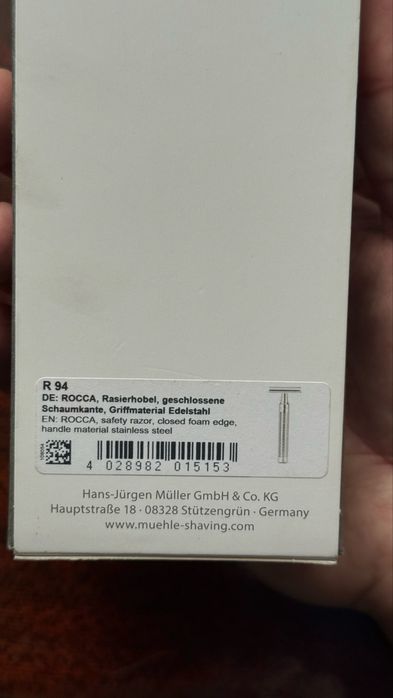 R 94
DE: ROCCA, Rasierhobel, geschlossene
Schaumkante, Griffmaterial Edelstahl
EN: ROCCA, safety razor, closed foam edge,
handle material stainless steel
4 028982 015153
Hans-Jürgen Müller GmbH & Co. KG
Hauptstraße 18 · 08328 Stützengrün · Germany
www.muehle-shaving.com